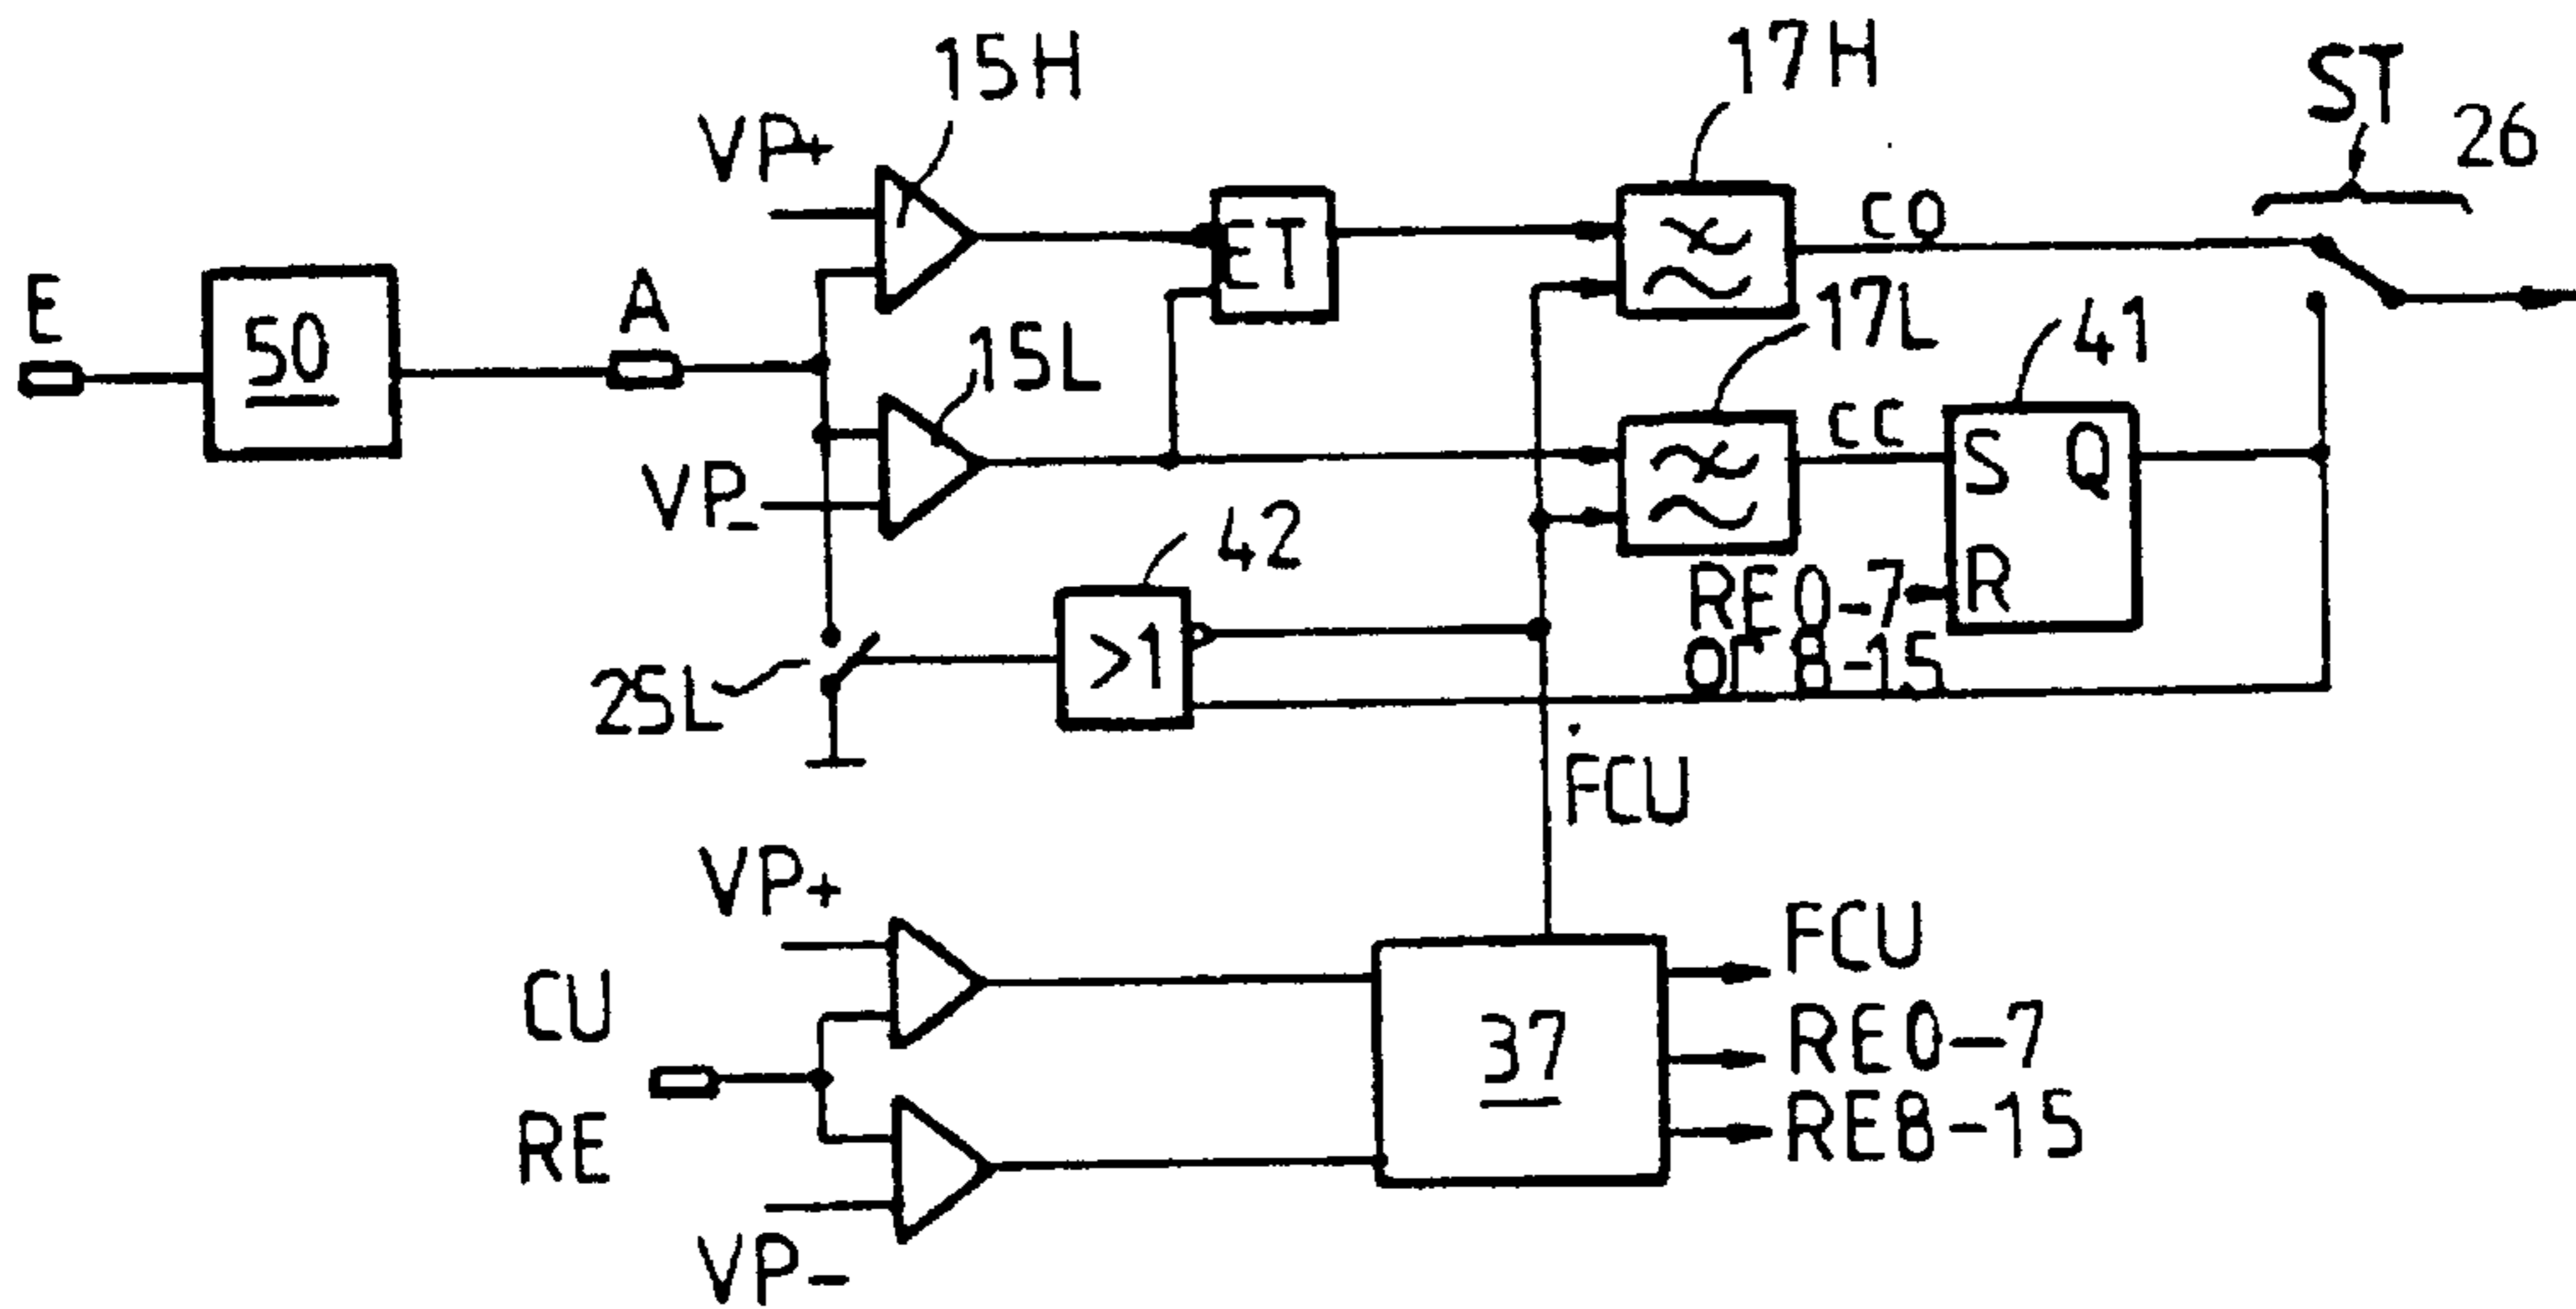 15H
17H
ST
26
VP+
CO
ET
E
50
A
15L
17L
41
CC
S
Q
VP-
42
R
RE0-7
or 8-15
>1
25L
FCU
VP+
CU
FCU
37
RE0-7
RE
RE8-15
VP-